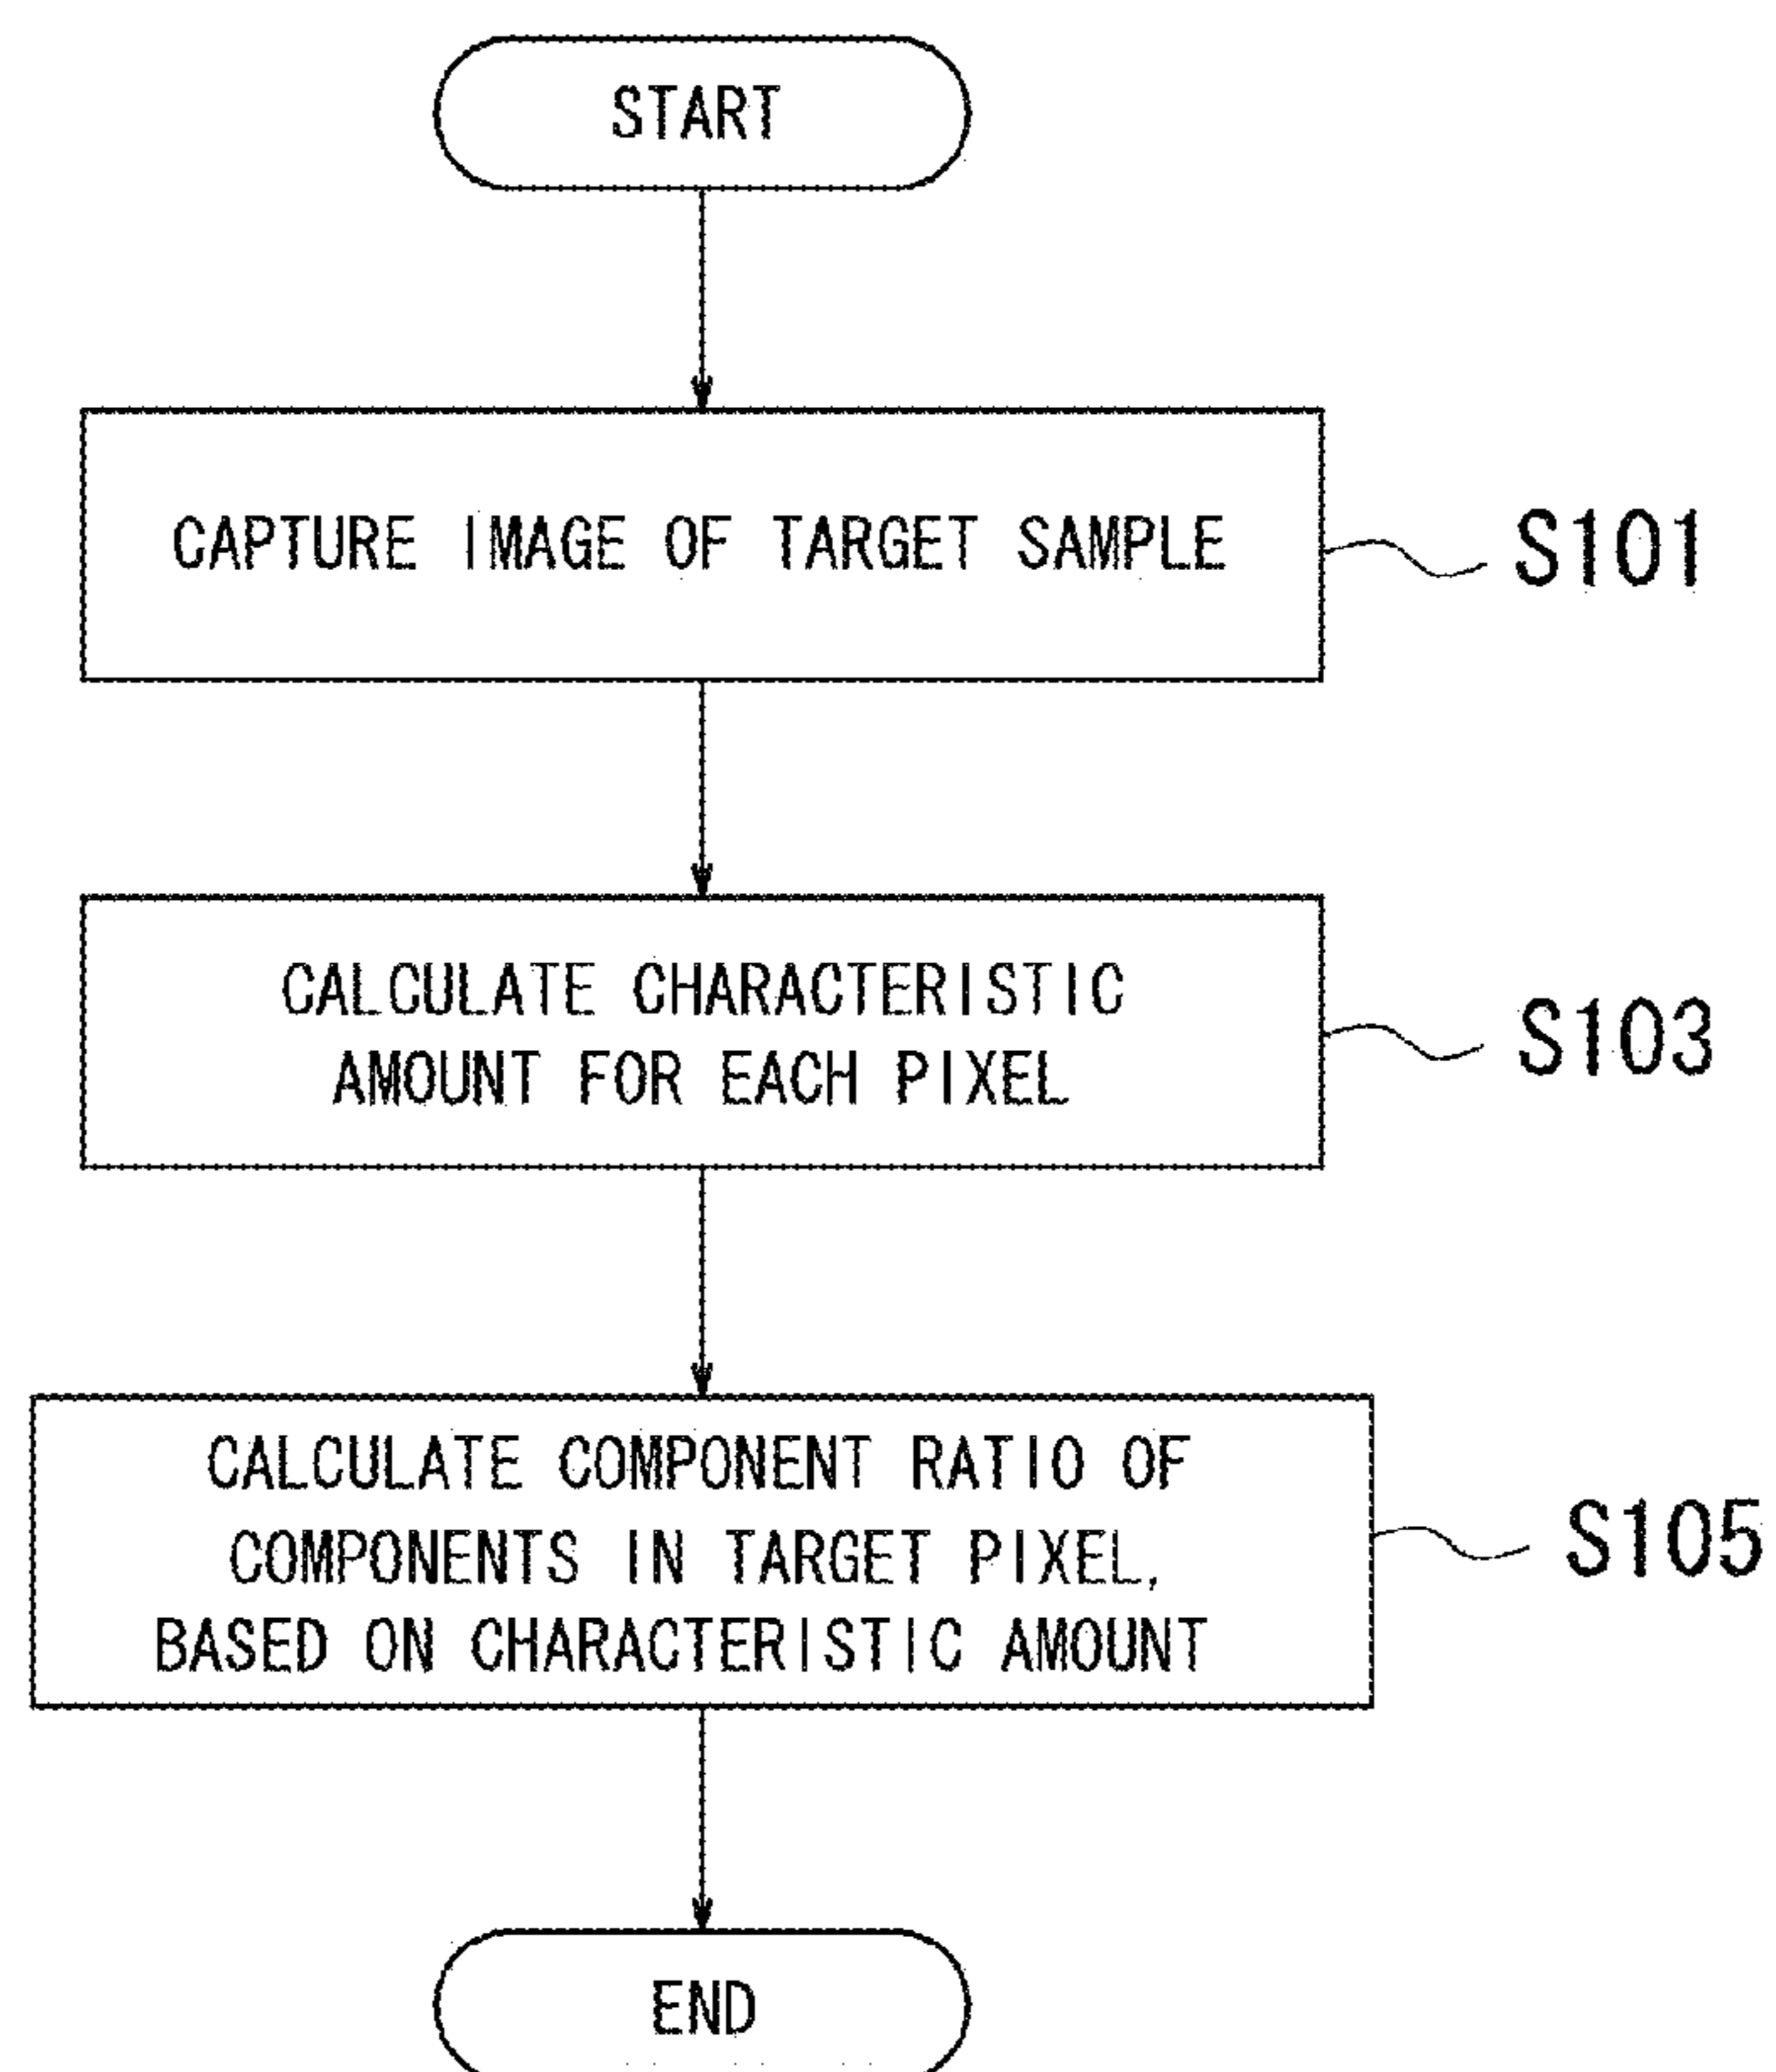 START
CAPTURE IMAGE OF TARGET SAMPLE
S101
CALCULATE CHARACTERISTIC
AMOUNT FOR EACH PIXEL
S103
CALCULATE COMPONENT RATIO OF
COMPONENTS IN TARGET PIXEL,
BASED ON CHARACTERISTIC AMOUNT
S105
END